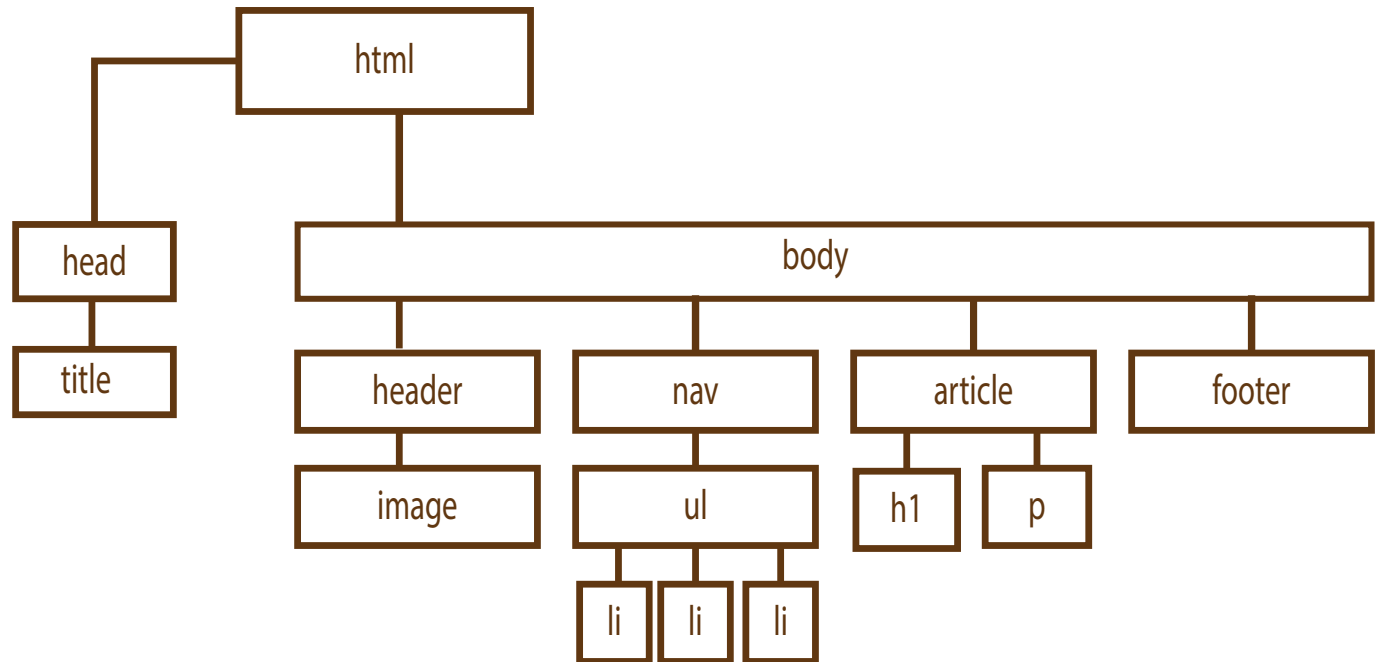 html
head
body
title
header
nav
article
footer
image
ul
h1
p
li
li
li